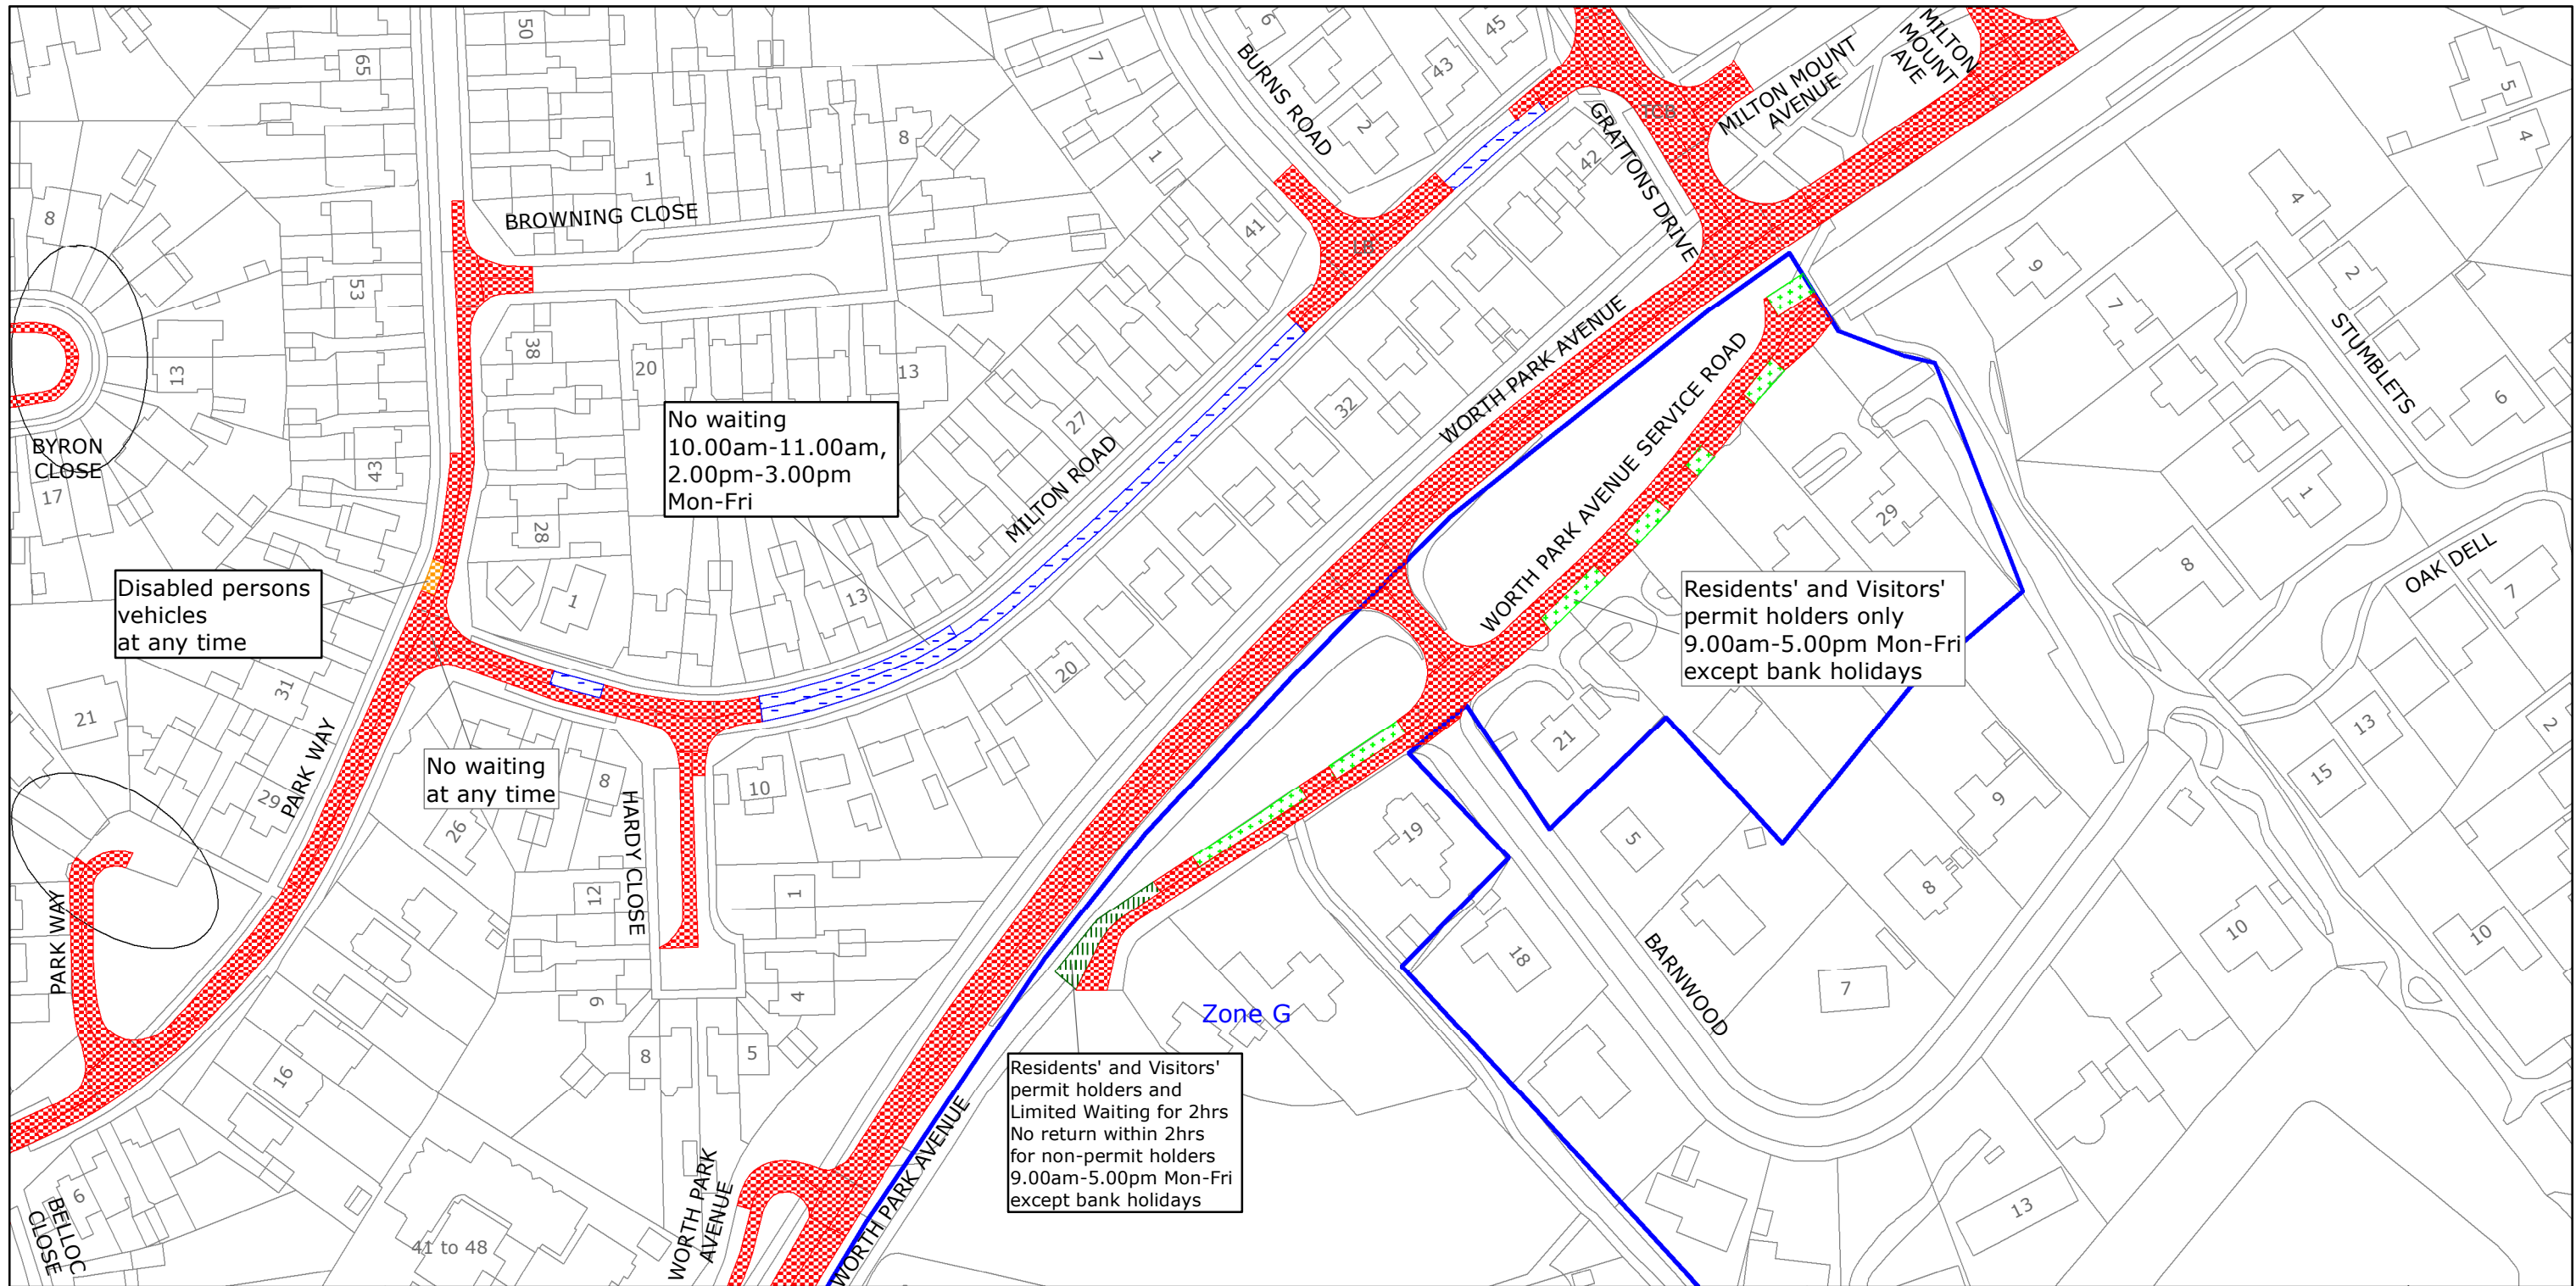 50
65
6
45
7
BURNS ROAD
43
2
MILTON MOUNT
AVENUE
MILTON
MOUNT
AVE
5
4
TCB
8
1
1
BROWNING CLOSE
8
41
LB
42
GRATTONS DRIVE
4
2
9
7
STUMBLETS
6
53
13
38
20
13
32
WORTH PARK AVENUE
WORTH PARK AVENUE SERVICE ROAD
BYRON
CLOSE
17
43
No waiting
10.00am-11.00am,
2.00pm-3.00pm
Mon-Fri
27
MILTON ROAD
28
1
13
29
1
8
OAK DELL
7
Disabled persons
vehicles
at any time
Residents' and Visitors'
permit holders only
9.00am-5.00pm Mon-Fri
except bank holidays
31
21
20
21
13
2
15
PARK WAY
29
No waiting
at any time
26
8
10
HARDY CLOSE
12
1
19
5
9
8
PARK WAY
9
4
18
BARNWOOD
7
10
10
Zone G
16
8
5
Residents' and Visitors'
permit holders and
Limited Waiting for 2hrs
No return within 2hrs
for non-permit holders
9.00am-5.00pm Mon-Fri
except bank holidays
6
BELLOC
CLOSE
41 to 48
WORTH PARK
AVENUE
WORTH PARK AVENUE
13